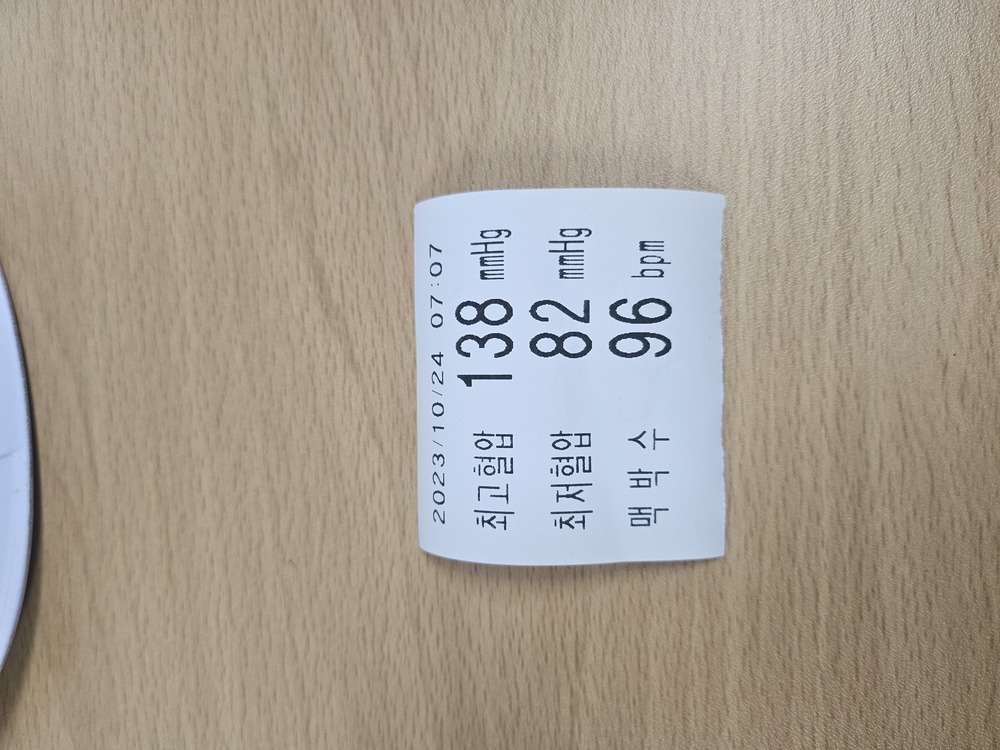 2023/10/24 07:07
최고혈압 138 mmHg
최저혈압 82 mmHg
맥박수 96 bpm